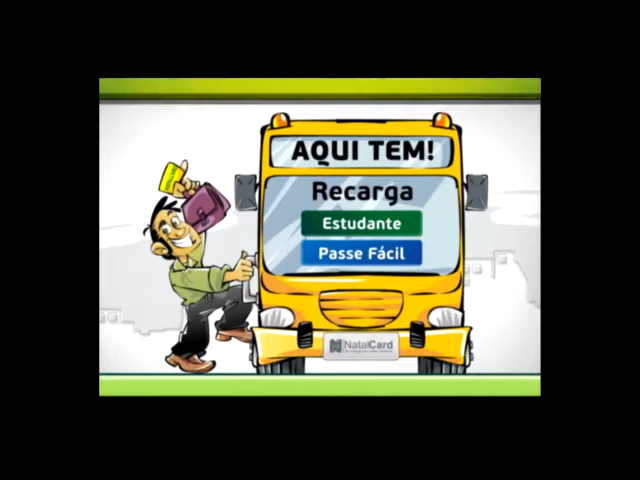 AQUI TEM!
Recarga
Estudante
Passe Fácil
NatalCard